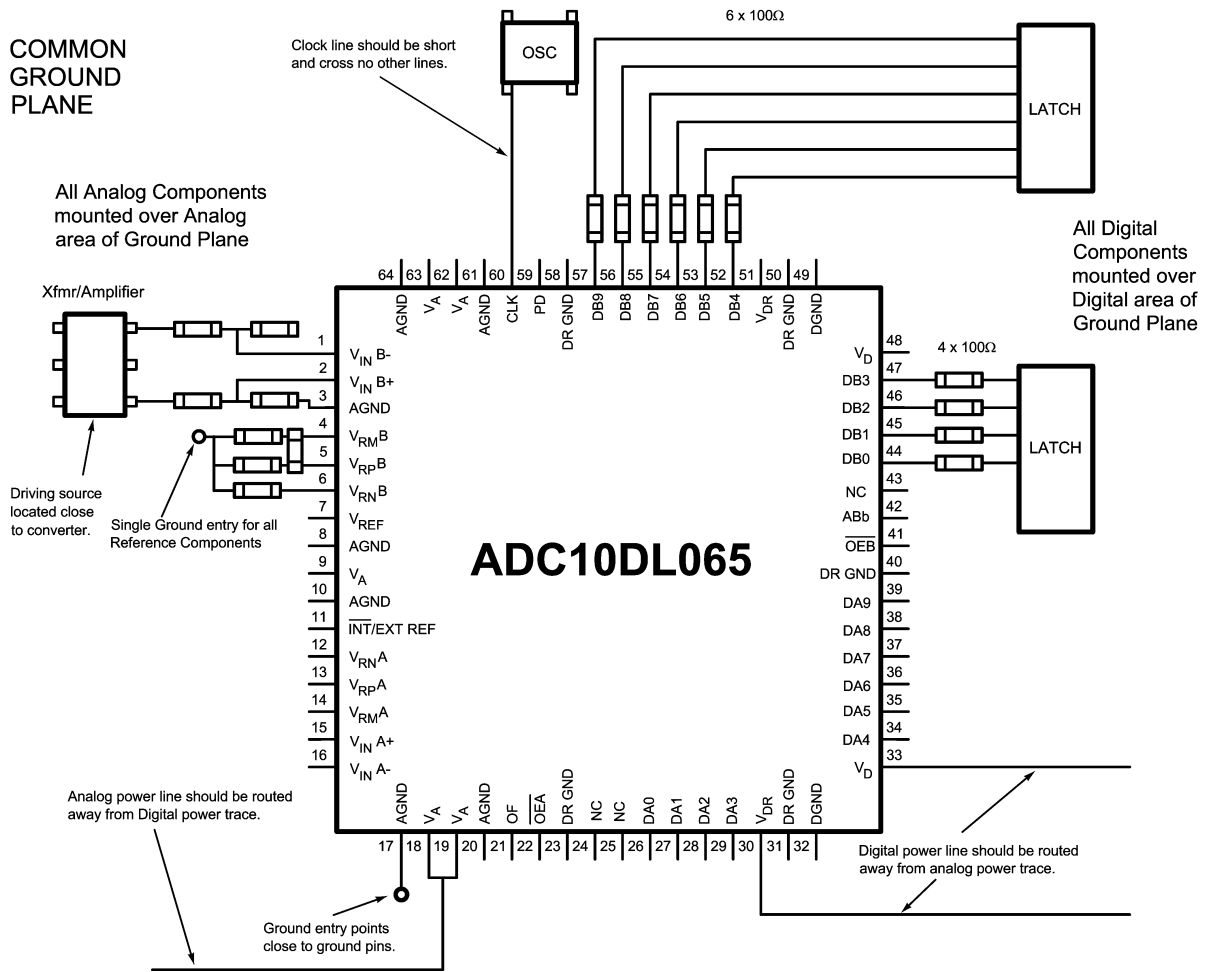 COMMON
GROUND
PLANE
Clock line should be short
and cross no other lines.
OSC
6 x 100Ω
LATCH
All Analog Components
mounted over Analog
area of Ground Plane
All Digital
Components
mounted over
Digital area of
Ground Plane
Xfmr/Amplifier
64 63 62 61 60 59 58 57 56 55 54 53 52 51 50 49
AGND VA VA AGND CLK PD DR GND DB9 DB8 DB7 DB6 DB5 DB4 VDR DR GND DGND
1 VIN B-
2 VIN B+
3 AGND
4 VRMB
5 VRPB
6 VRNB
7 VREF
8 AGND
9 VA
10 AGND
11 INT/EXT REF
12 VRNA
13 VRPA
14 VRMA
15 VIN A+
16 VIN A-
Driving source
located close
to converter.
Single Ground entry for all
Reference Components
ADC10DL065
4 x 100Ω
VD 48
DB3 47
DB2 46
DB1 45
DB0 44
NC 43
ABb 42
OEB 41
DR GND 40
DA9 39
DA8 38
DA7 37
DA6 36
DA5 35
DA4 34
VD 33
LATCH
AGND VA VA AGND OF OEA DR GND NC NC DA0 DA1 DA2 DA3 VDR DR GND DGND
17 18 19 20 21 22 23 24 25 26 27 28 29 30 31 32
Analog power line should be routed
away from Digital power trace.
Ground entry points
close to ground pins.
Digital power line should be routed
away from analog power trace.